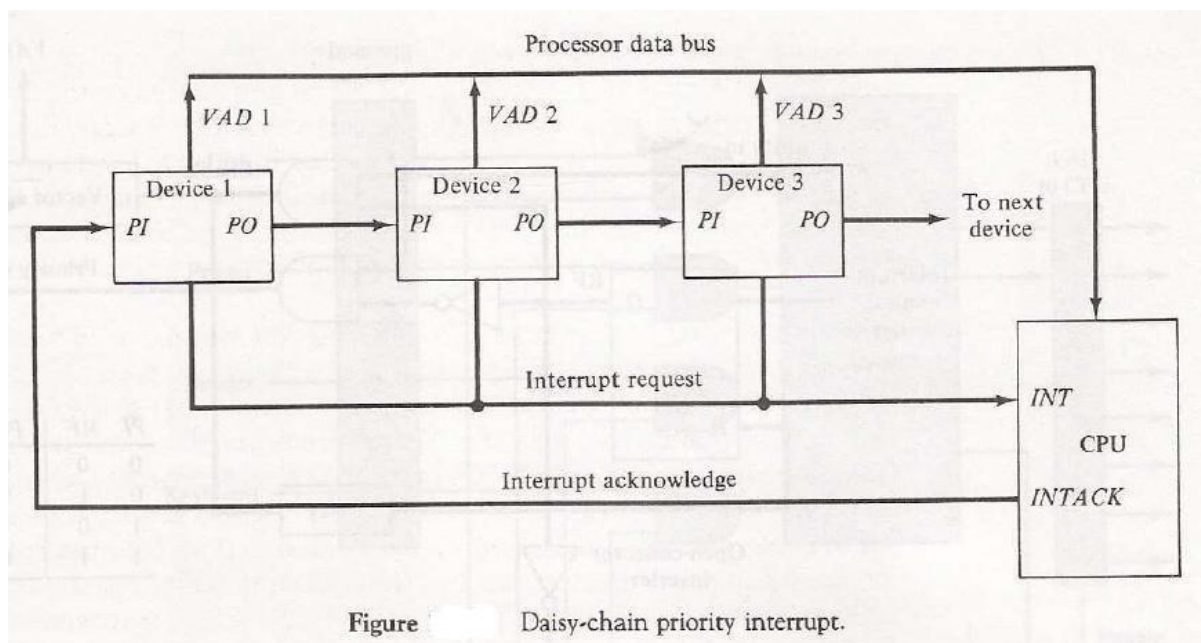 Processor data bus
VAD 1
VAD 2
VAD 3
Device 1
PI
PO
Device 2
PI
PO
Device 3
PI
PO
To next
device
Interrupt request
INT
CPU
Interrupt acknowledge
INTACK
Figure
Daisy-chain priority interrupt.